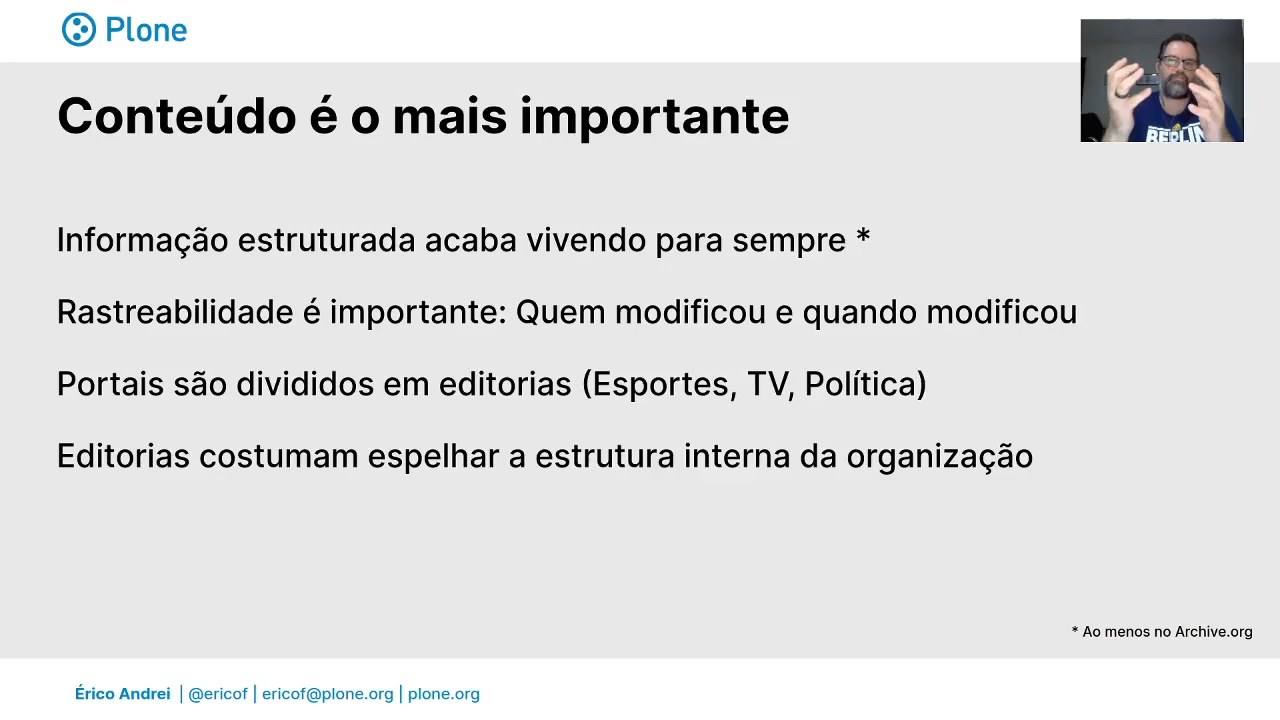 Plone
Conteúdo é o mais importante
BERLIN
Informação estruturada acaba vivendo para sempre *
Rastreabilidade é importante: Quem modificou e quando modificou
Portais são divididos em editorias (Esportes, TV, Política)
Editorias costumam espelhar a estrutura interna da organização
* Ao menos no Archive.org
Érico Andrei | @ericof | ericof@plone.org | plone.org